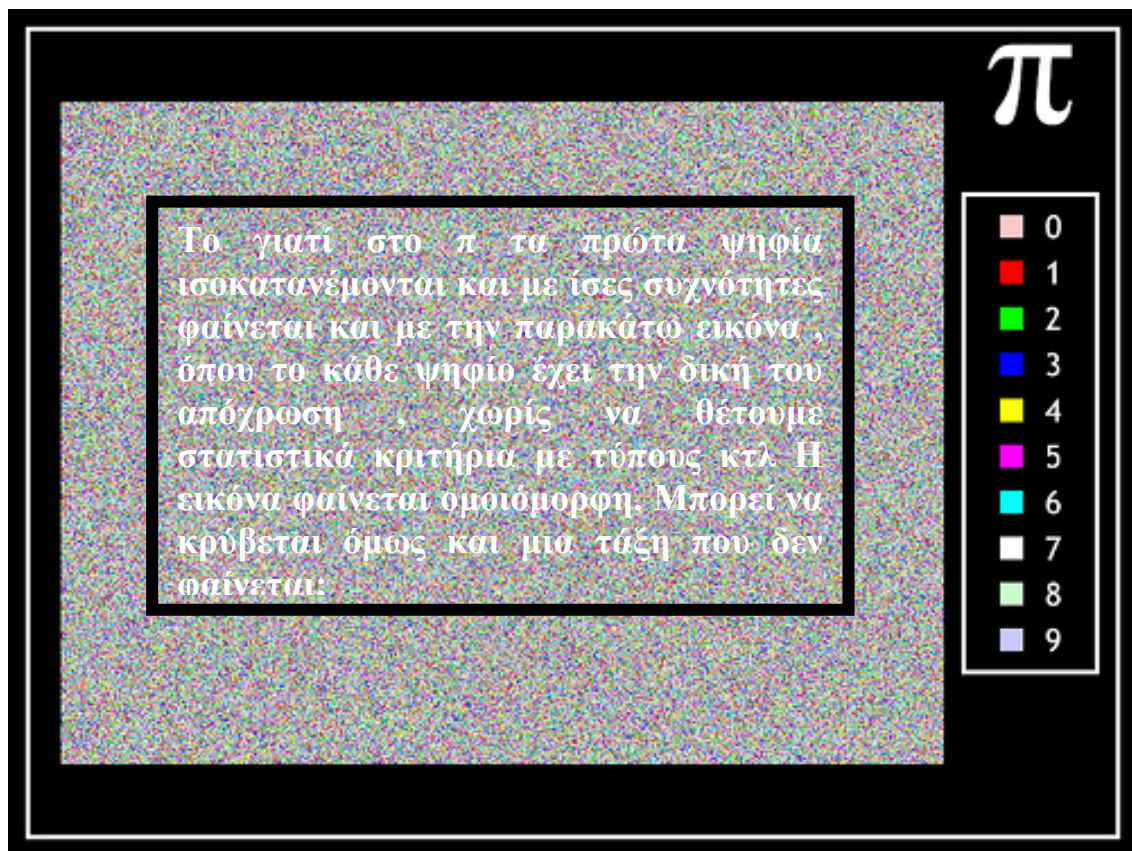 π
Το γιατί στο π τα πρώτα ψηφία
ισοκατανέμονται και με ίσες συχνότητες
φαίνεται και με την παρακάτω εικόνα ,
όπου το κάθε ψηφίο έχει την δική του
απόχρωση , χωρίς να θέτουμε
στατιστικά κριτήρια με τύπους κτλ Η
εικόνα φαίνεται ομοιόμορφη. Μπορεί να
κρύβεται όμως και μια τάξη που δεν
φαίνεται;
0
1
2
3
4
5
6
7
8
9